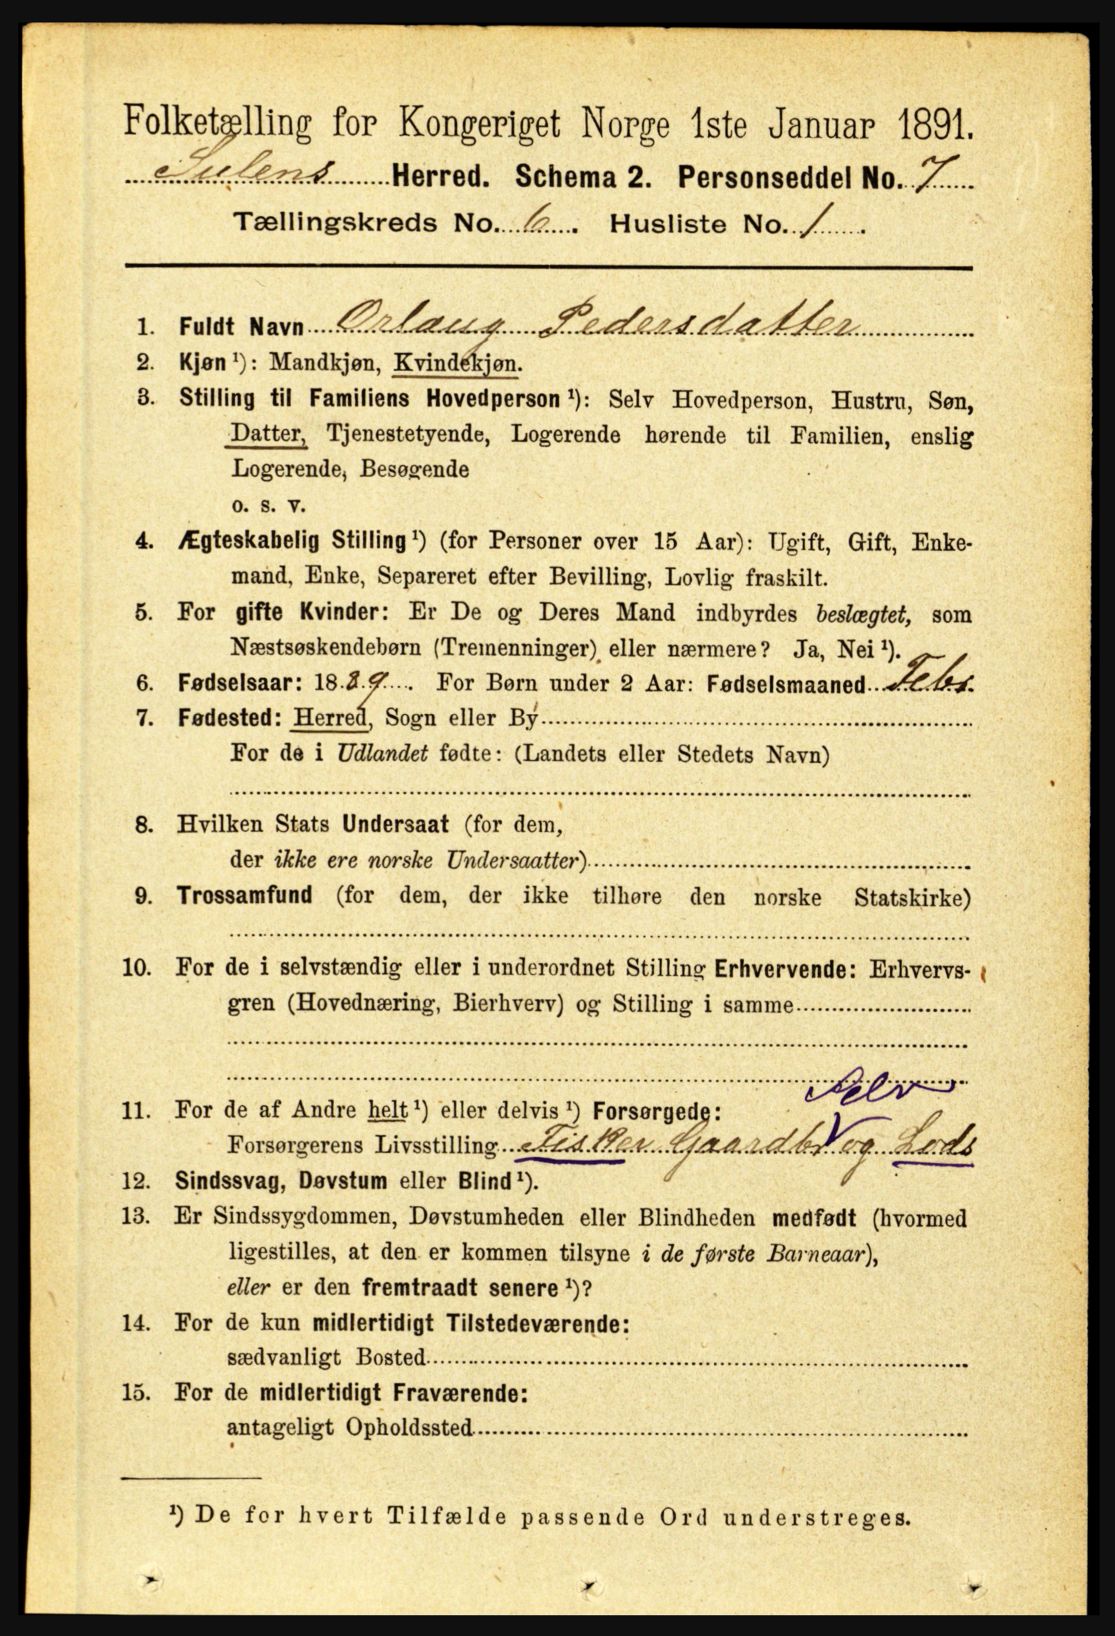 Folketælling for Kongeriget Norge 1ste Januar 1891.
Sulens Herred. Schema 2. Personseddel No. 7
Tællingskreds No. 6. Husliste No. 1.
1. Fuldt Navn Orlaug Pedersdatter
2. Kjøn ¹): Mandkjøn, Kvindekjøn.
3. Stilling til Familiens Hovedperson ¹): Selv Hovedperson, Hustru, Søn,
Datter, Tjenestetyende, Logerende hørende til Familien, enslig
Logerende, Besøgende
o. s. v.
4. Ægteskabelig Stilling ¹) (for Personer over 15 Aar): Ugift, Gift, Enke-
mand, Enke, Separeret efter Bevilling, Lovlig fraskilt.
5. For gifte Kvinder: Er De og Deres Mand indbyrdes beslægtet, som
Næstsøskendebørn (Tremenninger) eller nærmere? Ja, Nei ¹).
6. Fødselsaar: 1889. For Børn under 2 Aar: Fødselsmaaned Febr.
7. Fødested: Herred, Sogn eller By
For de i Udlandet fødte: (Landets eller Stedets Navn)
8. Hvilken Stats Undersaat (for dem,
der ikke ere norske Undersaatter)
9. Trossamfund (for dem, der ikke tilhøre den norske Statskirke)
10. For de i selvstændig eller i underordnet Stilling Erhvervende: Erhvervs-
gren (Hovednæring, Bierhverv) og Stilling i samme
Selv
11. For de af Andre helt ¹) eller delvis ¹) Forsørgede:
Forsørgerens Livsstilling Fisker Gaardbr og Lods
12. Sindssvag, Døvstum eller Blind ¹).
13. Er Sindssygdommen, Døvstumheden eller Blindheden medfødt (hvormed
ligestilles, at den er kommen tilsyne i de første Barneaar),
eller er den fremtraadt senere ¹)?
14. For de kun midlertidigt Tilstedeværende:
sædvanligt Bosted
15. For de midlertidigt Fraværende:
antageligt Opholdssted
¹) De for hvert Tilfælde passende Ord understreges.